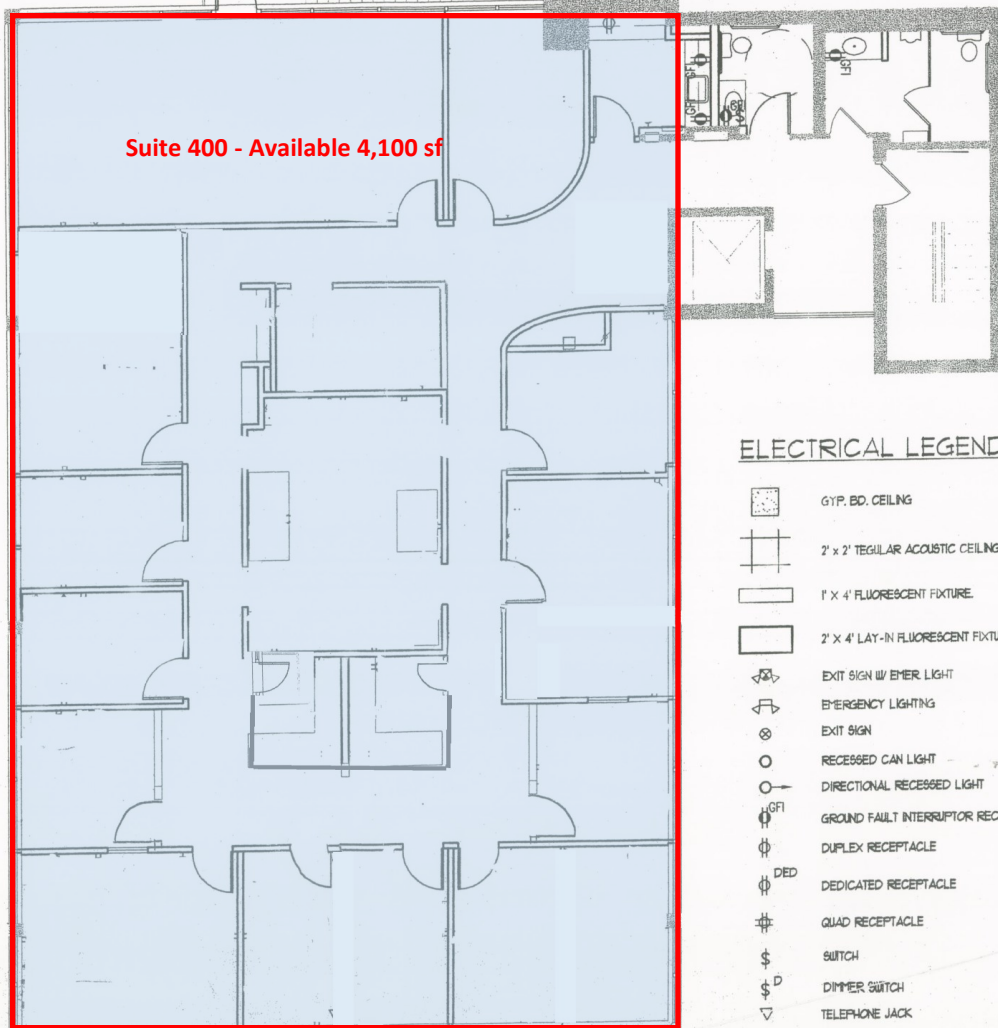 Suite 400 - Available 4,100 sf
GFI
GFI
GFI
ELECTRICAL LEGEND
GYP. BD. CEILING
2' x 2' TEGULAR ACOUSTIC CEILING
1' X 4' FLUORESCENT FIXTURE.
2' X 4' LAY-IN FLUORESCENT FIXTU
EXIT SIGN W/ EMER. LIGHT
EMERGENCY LIGHTING
EXIT SIGN
RECESSED CAN LIGHT
DIRECTIONAL RECESSED LIGHT
GFI GROUND FAULT INTERRUPTOR REC
DUPLEX RECEPTACLE
DED DEDICATED RECEPTACLE
QUAD RECEPTACLE
$ SWITCH
$ D DIMMER SWITCH
TELEPHONE JACK